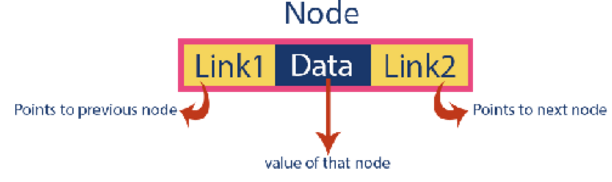 Node
Link1 Data Link2
Points to previous node
Points to next node
value of that node